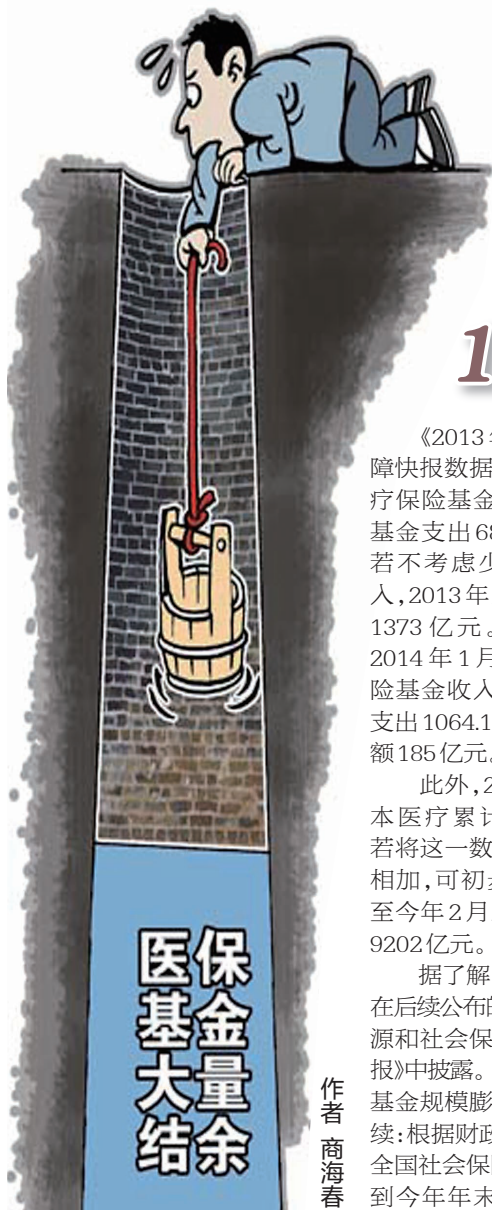 1
《2013年
障快报数据
疗保险基金
基金支出68
若不考虑少
入，2013年
1373亿元。
2014年1月
险基金收入
支出1064.1
额185亿元。
此外，2
本医疗累计
若将这一数
相加，可初步
至今年2月
9202亿元。
据了解
在后续公布的
源和社会保
报》中披露。
基金规模膨
续：根据财政
全国社会保
到今年年末
医保
基金
大量
结余
作者 商海春